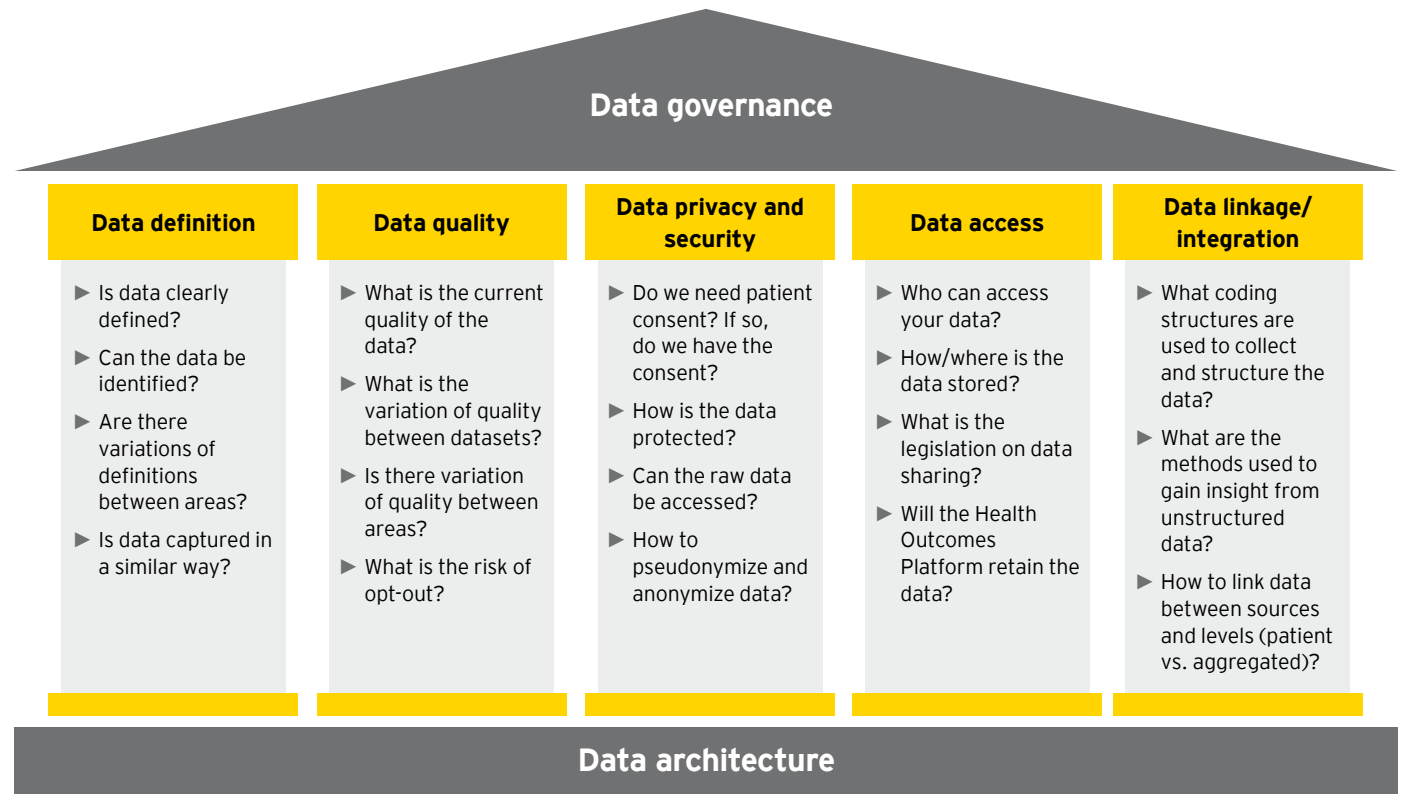 Data governance
Data definition
► Is data clearly
defined?
► Can the data be
identified?
► Are there
variations of
definitions
between areas?
► Is data captured in
a similar way?
Data quality
► What is the current
quality of the
data?
► What is the
variation of quality
between datasets?
► Is there variation
of quality between
areas?
► What is the risk of
opt-out?
Data privacy and
security
► Do we need patient
consent? If so,
do we have the
consent?
► How is the data
protected?
► Can the raw data
be accessed?
► How to
pseudonymize and
anonymize data?
Data access
► Who can access
your data?
► How/where is the
data stored?
► What is the
legislation on data
sharing?
► Will the Health
Outcomes
Platform retain the
data?
Data linkage/
integration
► What coding
structures are
used to collect
and structure the
data?
► What are the
methods used to
gain insight from
unstructured
data?
► How to link data
between sources
and levels (patient
vs. aggregated)?
Data architecture